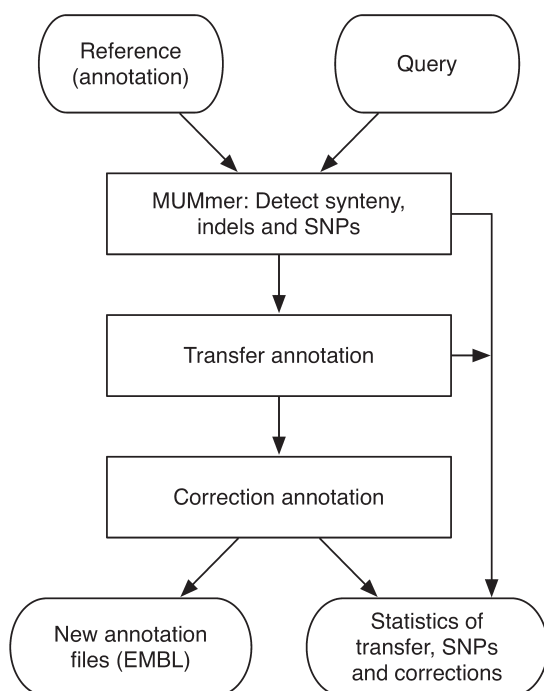 Reference
(annotation)
Query
MUMmer: Detect synteny,
indels and SNPs
Transfer annotation
Correction annotation
New annotation
files (EMBL)
Statistics of
transfer, SNPs
and corrections